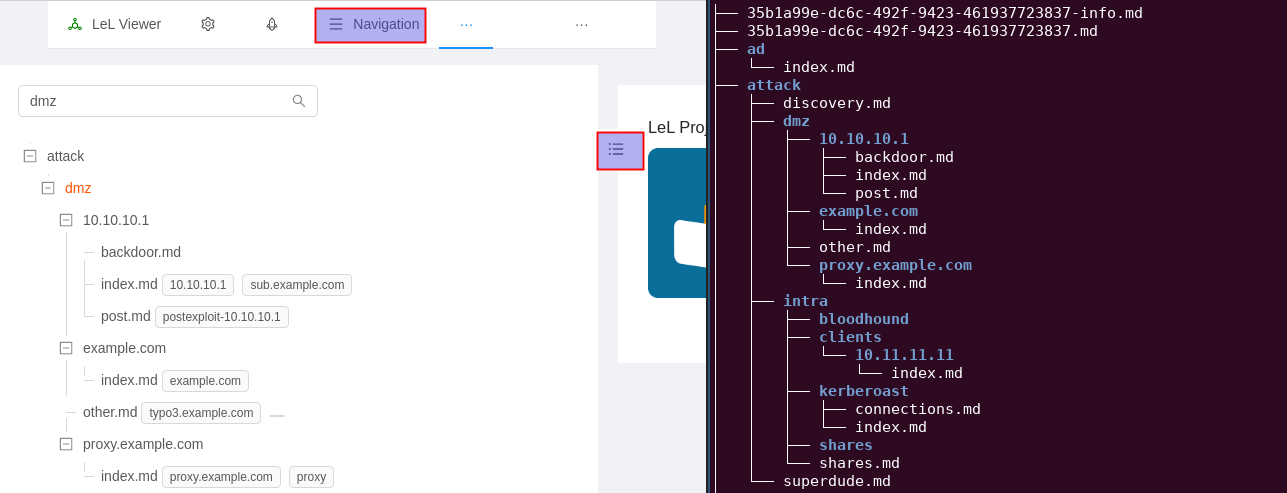 LeL Viewer Navigation ... ...
dmz
attack
dmz
10.10.10.1
backdoor.md
index.md 10.10.10.1 sub.example.com
post.md postexploit-10.10.10.1
example.com
index.md example.com
other.md typo3.example.com
proxy.example.com
index.md proxy.example.com proxy
LeL Proj
35b1a99e-dc6c-492f-9423-461937723837-info.md
35b1a99e-dc6c-492f-9423-461937723837.md
ad
index.md
attack
discovery.md
dmz
10.10.10.1
backdoor.md
index.md
post.md
example.com
index.md
other.md
proxy.example.com
index.md
intra
bloodhound
clients
10.11.11.11
index.md
kerberoast
connections.md
index.md
shares
shares.md
superdude.md